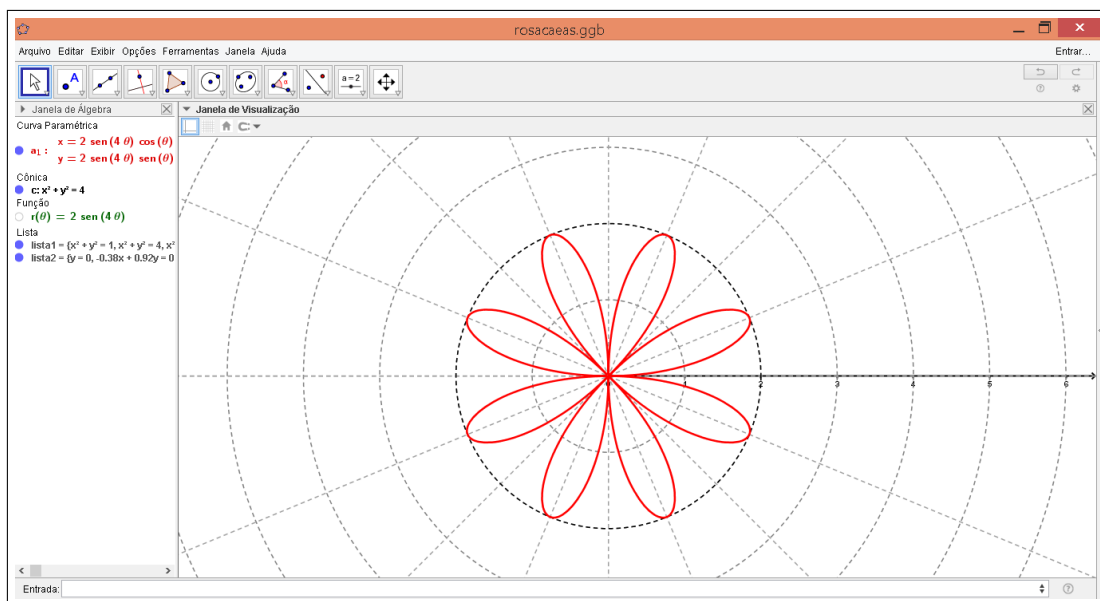 rosacaeas.ggb
Arquivo Editar Exibir Opções Ferramentas Janela Ajuda
Entrar...
A
α
a = 2
Janela de Álgebra
Janela de Visualização
Curva Paramétrica
a₁ : x = 2 sen (4 θ) cos (θ)
y = 2 sen (4 θ) sen (θ)
Cônica
c: x² + y² = 4
Função
r(θ) = 2 sen (4 θ)
Lista
lista1 = {x² + y² = 1, x² + y² = 4, x²
lista2 = {y = 0, -0.38x + 0.92y = 0
1 2 3 4 5 6
Entrada: